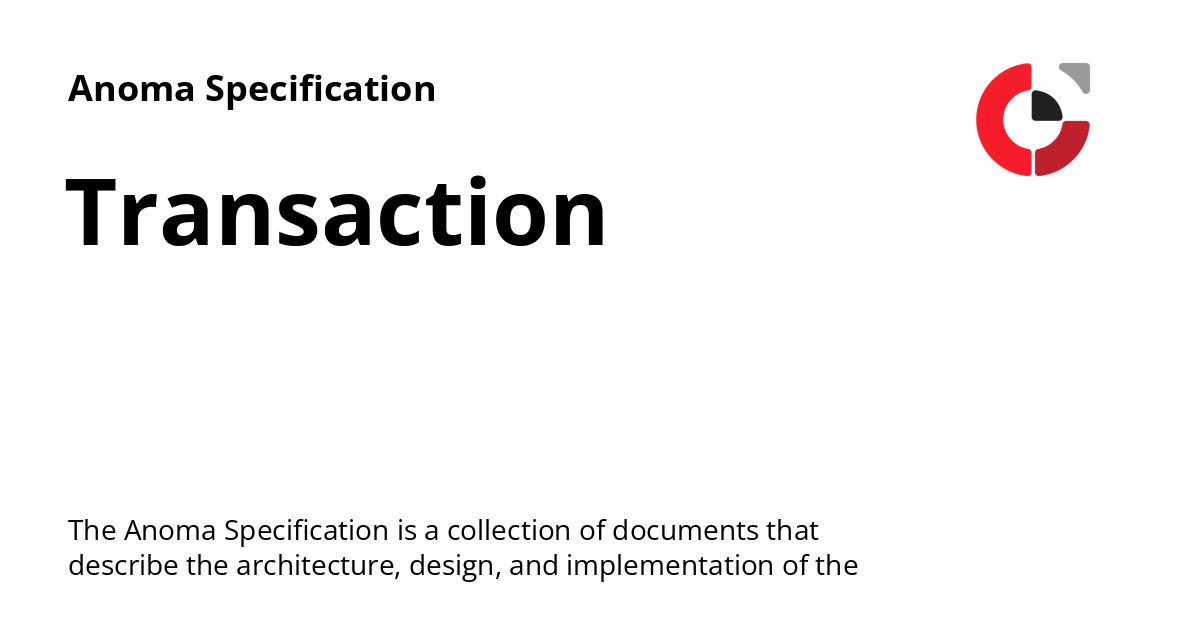 Anoma Specification
Transaction
The Anoma Specification is a collection of documents that
describe the architecture, design, and implementation of the